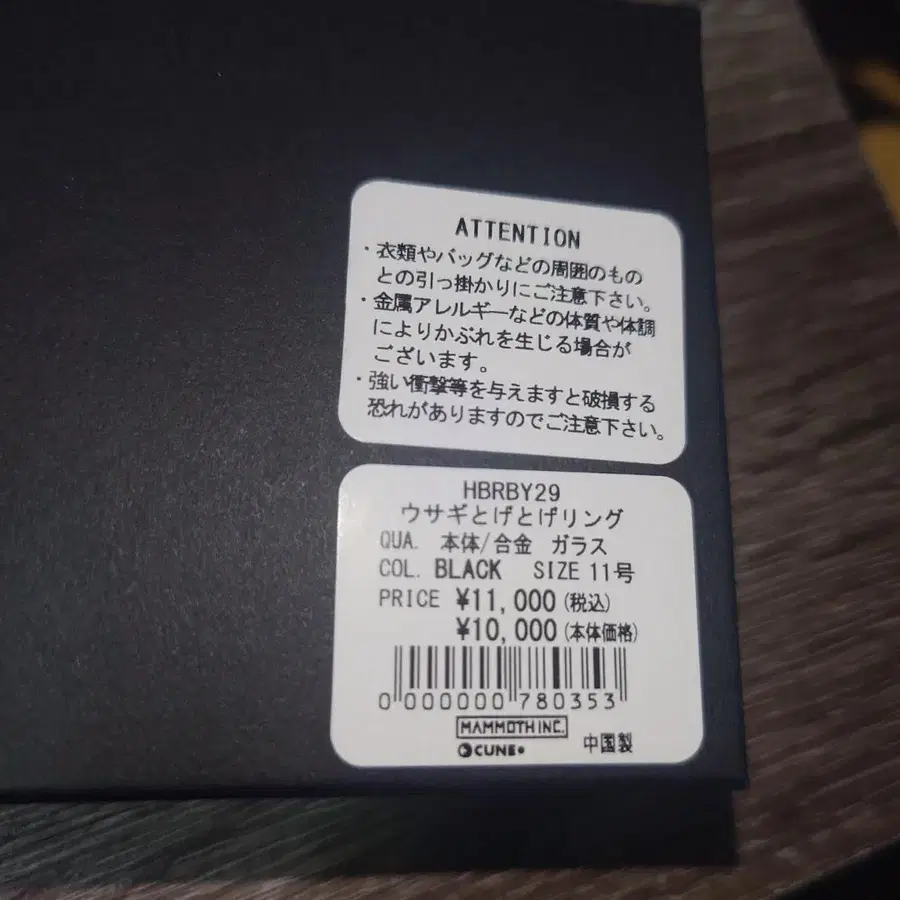 ATTENTION
・衣類やバッグなどの周囲のもの
との引っ掛かりにご注意下さい。
・金属アレルギーなどの体質や体調
によりかぶれを生じる場合が
ございます。
・強い衝撃等を与えますと破損する
恐れがありますのでご注意下さい。
HBRBY29
ウサギとげとげリング
QUA. 本体/合金 ガラス
COL. BLACK SIZE 11号
PRICE ¥11,000(税込)
¥10,000(本体価格)
0 000000 780353
MAMMOTH INC.
CUNE 中国製